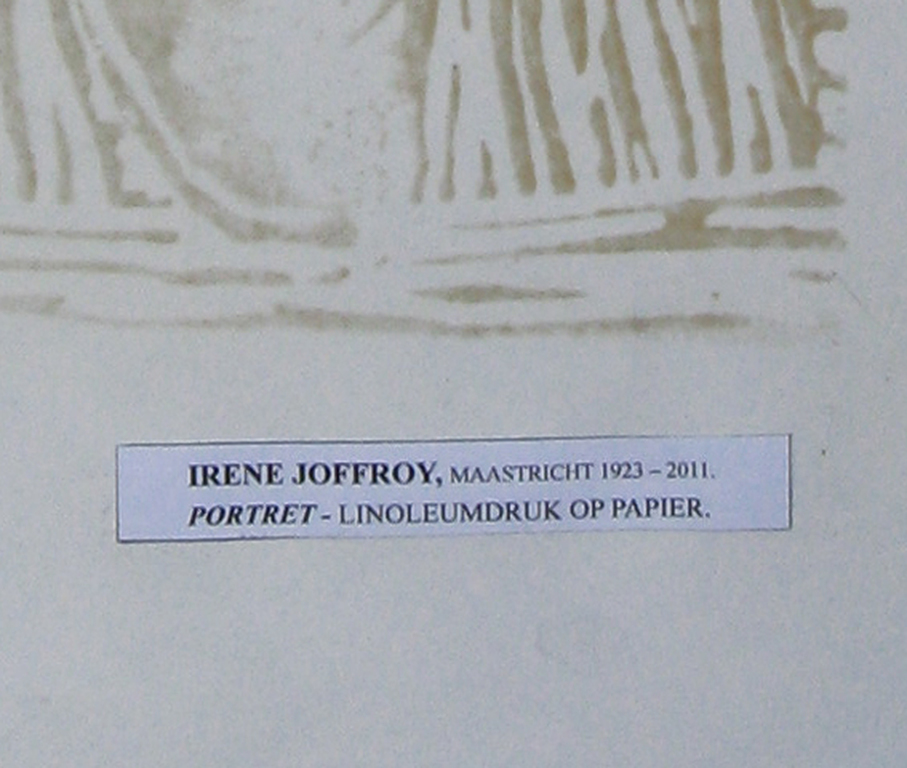 IRENE JOFFROY, MAASTRICHT 1923 – 2011.
PORTRET - LINOLEUMDRUK OP PAPIER.